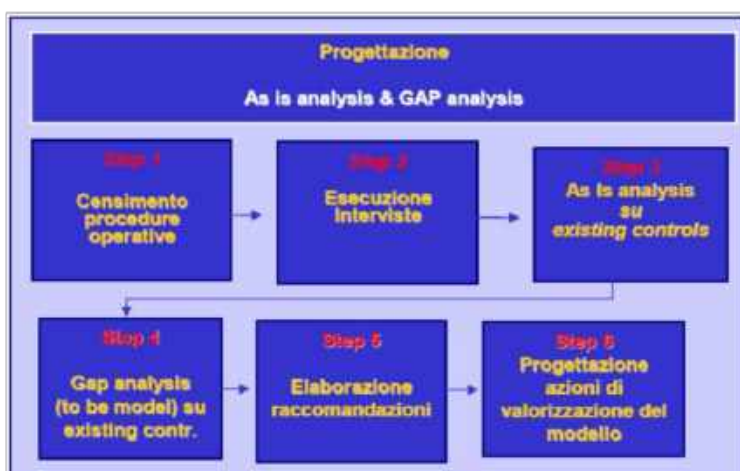 Progettazione
As is analysis & GAP analysis
Step 1
Censimento
procedure
operative
Step 2
Esecuzione
Interviste
Step 3
As Is analysis
su
existing controls
Step 4
Gap analysis
(to be model) su
existing contr.
Step 5
Elaborazione
raccomandazioni
Step 6
Progettazione
azioni di
valorizzazione del
modello